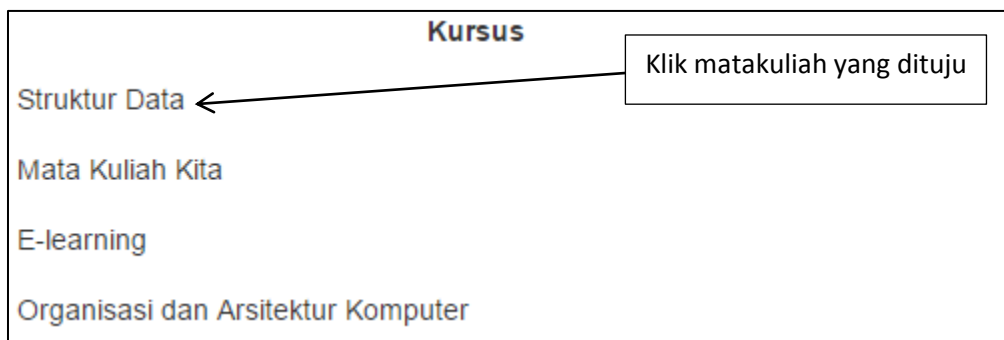 Kursus
Klik matakuliah yang dituju
Struktur Data
Mata Kuliah Kita
E-learning
Organisasi dan Arsitektur Komputer